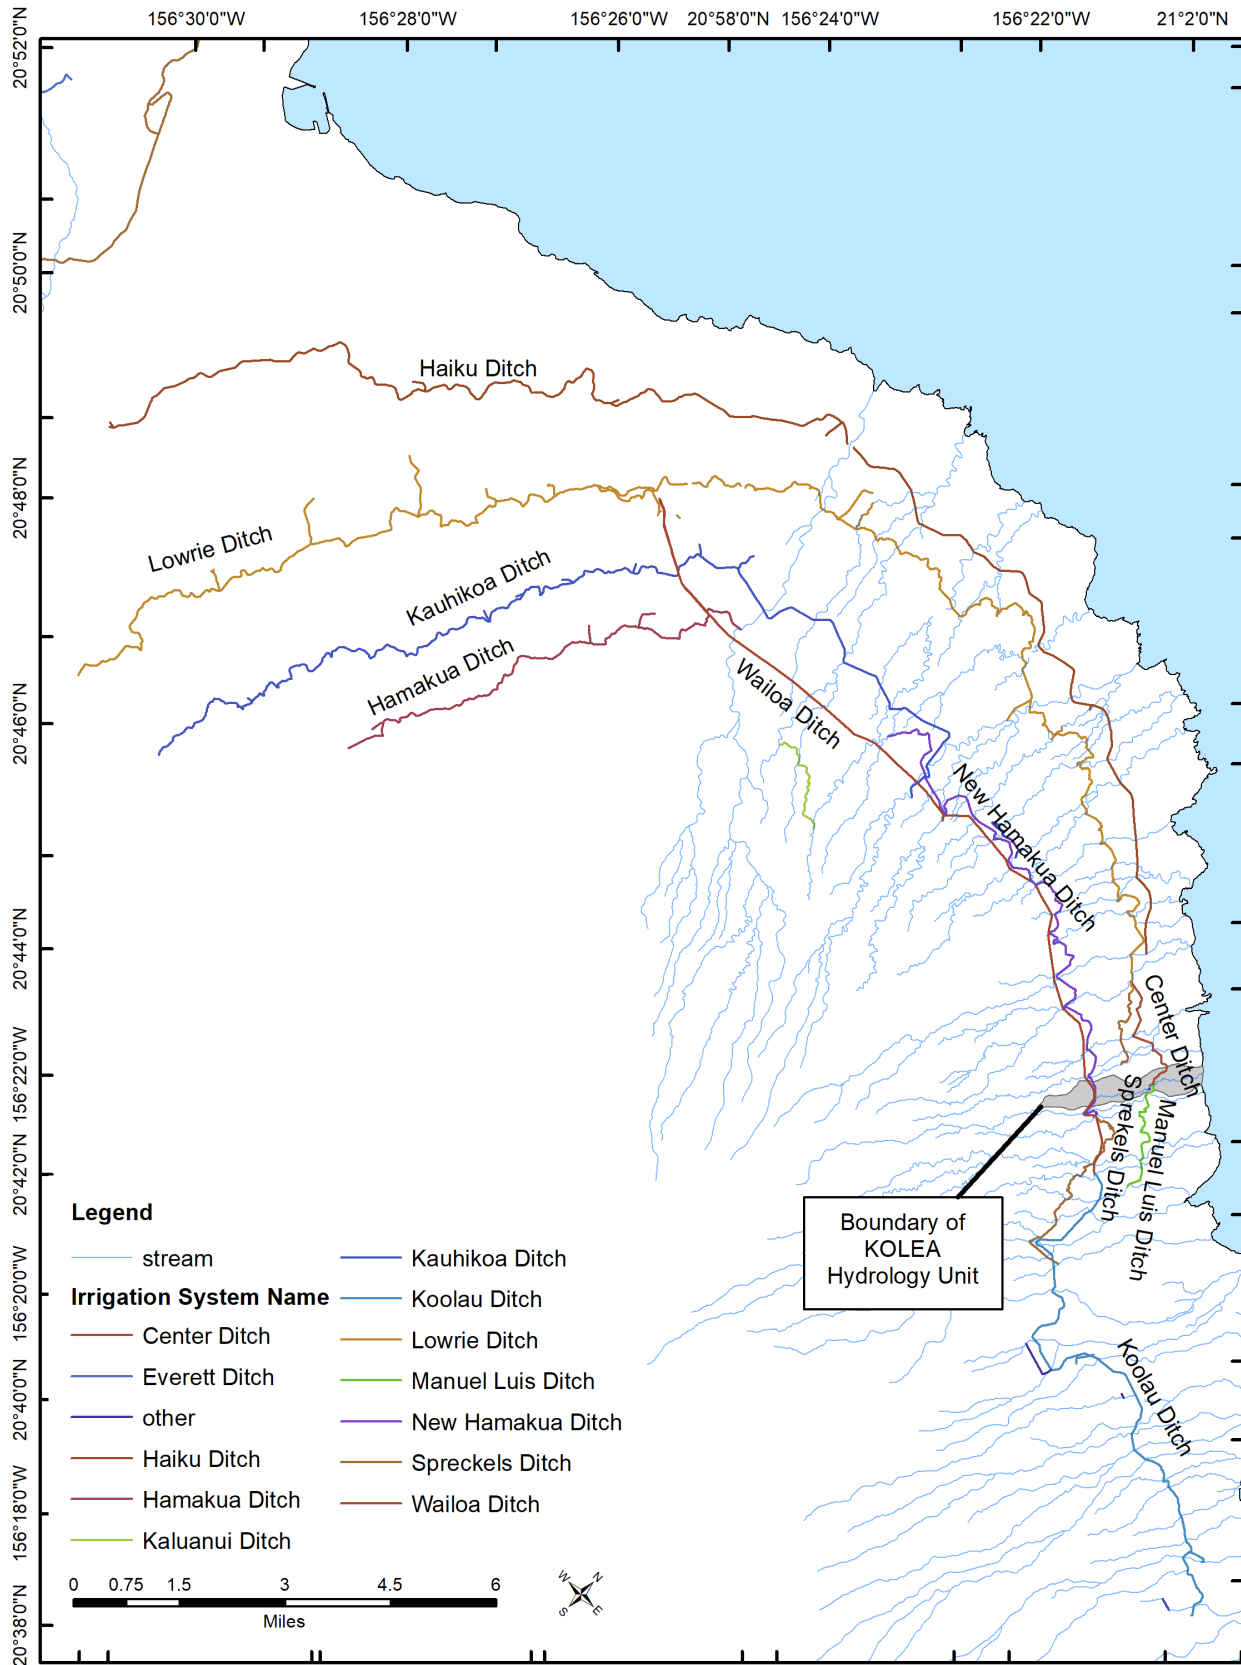 156°30'0"W
156°28'0"W
156°26'0"W
20°58'0"N
156°24'0"W
156°22'0"W
21°2'0"N
20°52'0"N
20°50'0"N
20°48'0"N
20°46'0"N
20°44'0"N
156°22'0"W
20°42'0"N
156°20'0"W
20°40'0"N
156°18'0"W
20°38'0"N
Haiku Ditch
Lowrie Ditch
Kauhikoa Ditch
Hamakua Ditch
Wailoa Ditch
New Hamakua Ditch
Center Ditch
Sprekels Ditch
Manuel Luis Ditch
Koolau Ditch
Boundary of
KOLEA
Hydrology Unit
Legend
stream
Irrigation System Name
Center Ditch
Everett Ditch
other
Haiku Ditch
Hamakua Ditch
Kaluanui Ditch
Kauhikoa Ditch
Koolau Ditch
Lowrie Ditch
Manuel Luis Ditch
New Hamakua Ditch
Spreckels Ditch
Wailoa Ditch
0 0.75 1.5 3 4.5 6
Miles
W N
S E